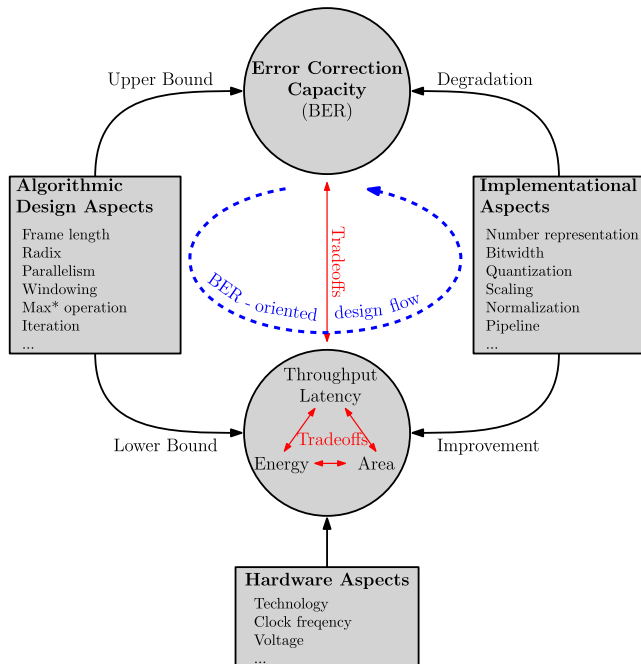 Error Correction
Capacity
(BER)
Upper Bound
Degradation
Algorithmic
Design Aspects
Frame length
Radix
Parallelism
Windowing
Max* operation
Iteration
...
Implementational
Aspects
Number representation
Bitwidth
Quantization
Scaling
Normalization
Pipeline
...
Tradeoffs
BER - oriented design flow
Throughput
Latency
Tradeoffs
Energy
Area
Lower Bound
Improvement
Hardware Aspects
Technology
Clock freqency
Voltage
...